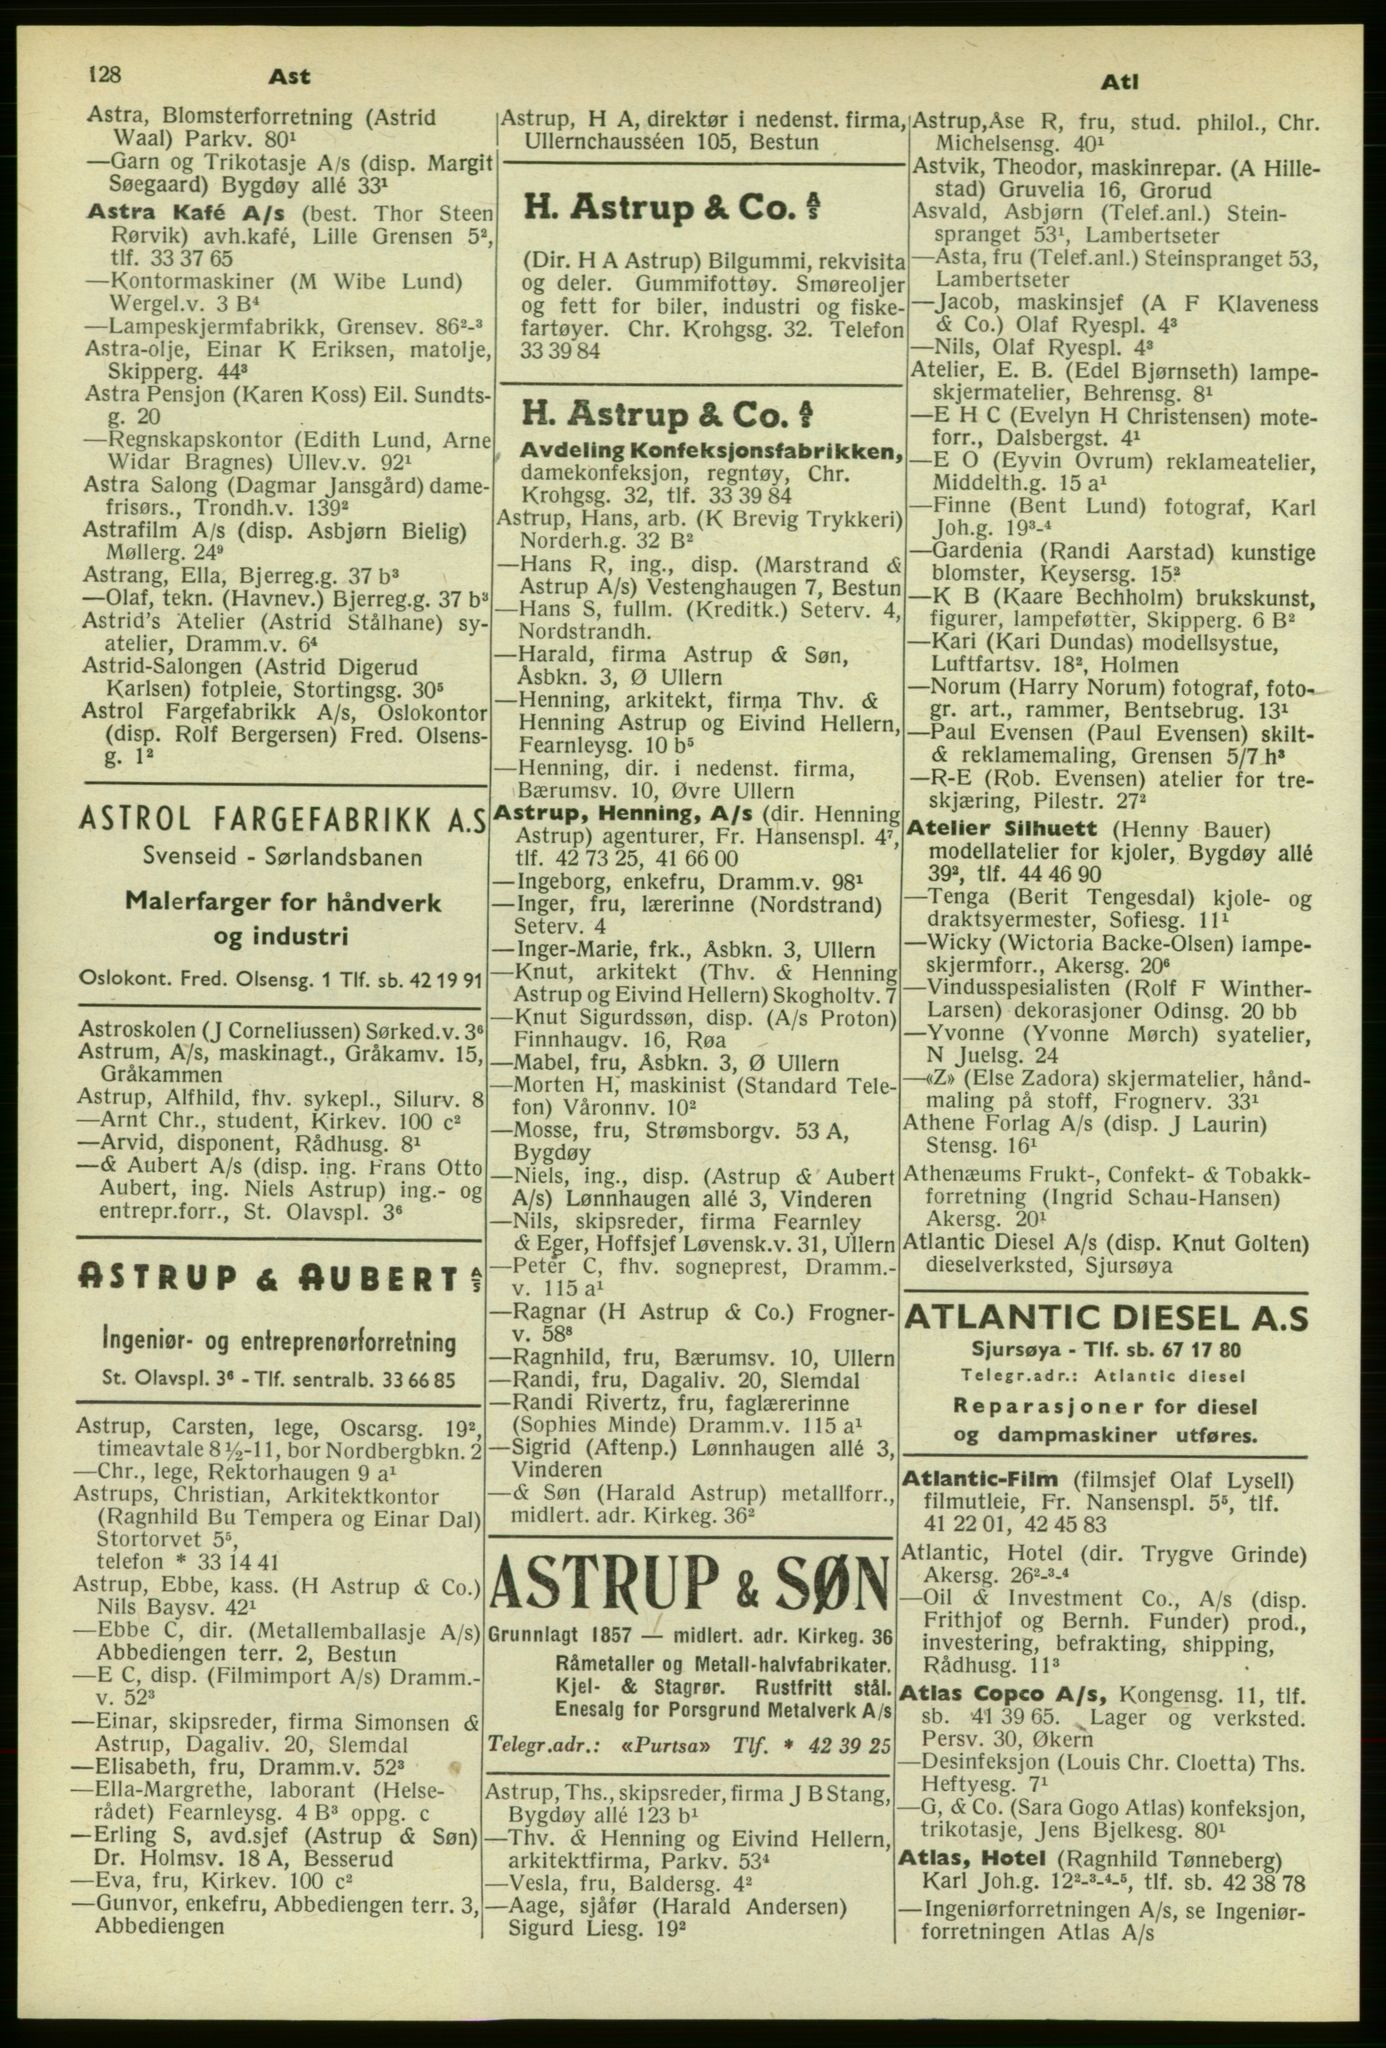 128
Ast
Atl
Astra, Blomsterforretning (Astrid
Waal) Parkv. 80¹
—Garn og Trikotasje A/s (disp. Margit
Søegaard) Bygdøy allé 33¹
Astra Kafé A/s (best. Thor Steen
Rørvik) avh.kafé, Lille Grensen 5²,
tlf. 33 37 65
—Kontormaskiner (M Wibe Lund)
Wergel.v. 3 B⁴
—Lampeskjermfabrikk, Grensev. 86²-³
Astra-olje, Einar K Eriksen, matolje,
Skipperg. 44³
Astra Pensjon (Karen Koss) Eil. Sundts-
g. 20
—Regnskapskontor (Edith Lund, Arne
Widar Bragnes) Ullev.v. 92¹
Astra Salong (Dagmar Jansgård) dame-
frisørs., Trondh.v. 139²
Astrafilm A/s (disp. Asbjørn Bielig)
Møllerg. 24⁹
Astrang, Ella, Bjerreg.g. 37 b³
—Olaf, tekn. (Havnev.) Bjerreg.g. 37 b³
Astrid's Atelier (Astrid Stålhane) sy-
atelier, Dramm.v. 6⁴
Astrid-Salongen (Astrid Digerud
Karlsen) fotpleie, Stortingsg. 30⁵
Astrol Fargefabrikk A/s, Oslokontor
(disp. Rolf Bergersen) Fred. Olsens-
g. 1²
ASTROL FARGEFABRIKK A.S
Svenseid - Sørlandsbanen
Malerfarger for håndverk
og industri
Oslokont. Fred. Olsensg. 1 Tlf. sb. 42 19 91
Astroskolen (J Corneliussen) Sørked.v. 3⁶
Astrum, A/s, maskinagt., Gråkamv. 15,
Gråkammen
Astrup, Alfhild, fhv. sykepl., Silurv. 8
—Arnt Chr., student, Kirkev. 100 c²
—Arvid, disponent, Rådhusg. 8¹
—& Aubert A/s (disp. ing. Frans Otto
Aubert, ing. Niels Astrup) ing.- og
entrepr.forr., St. Olavspl. 3⁶
ASTRUP & AUBERT A/S
Ingeniør- og entreprenørforretning
St. Olavspl. 3⁶ - Tlf. sentralb. 33 66 85
Astrup, Carsten, lege, Oscarsg. 19²,
timeavtale 8 ½-11, bor Nordbergbkn. 2
—Chr., lege, Rektorhaugen 9 a¹
Astrups, Christian, Arkitektkontor
(Ragnhild Bu Tempera og Einar Dal)
Stortorvet 5⁵,
telefon * 33 14 41
Astrup, Ebbe, kass. (H Astrup & Co.)
Nils Baysv. 42¹
—Ebbe C, dir. (Metallemballasje A/s)
Abbediengen terr. 2, Bestun
—E C, disp. (Filmimport A/s) Dramm.-
v. 52³
—Einar, skipsreder, firma Simonsen &
Astrup, Dagaliv. 20, Slemdal
—Elisabeth, fru, Dramm.v. 52³
—Ella-Margrethe, laborant (Helse-
rådet) Fearnleysg. 4 B³ oppg. c
—Erling S, avd.sjef (Astrup & Søn)
Dr. Holmsv. 18 A, Besserud
—Eva, fru, Kirkev. 100 c²
—Gunvor, enkefru, Abbediengen terr. 3,
Abbediengen
Astrup, H A, direktør i nedenst. firma,
Ullernchausséen 105, Bestun
H. Astrup & Co. A/S
(Dir. H A Astrup) Bilgummi, rekvisita
og deler. Gummifottøy. Smøreoljer
og fett for biler, industri og fiske-
fartøyer. Chr. Krohgsg. 32. Telefon
33 39 84
H. Astrup & Co. A/S
Avdeling Konfeksjonsfabrikken,
damekonfeksjon, regntøy, Chr.
Krohgsg. 32, tlf. 33 39 84
Astrup, Hans, arb. (K Brevig Trykkeri)
Norderh.g. 32 B²
—Hans R, ing., disp. (Marstrand &
Astrup A/s) Vestenghaugen 7, Bestun
—Hans S, fullm. (Kreditk.) Seterv. 4,
Nordstrandh.
—Harald, firma Astrup & Søn,
Åsbkn. 3, Ø Ullern
—Henning, arkitekt, firma Thv. &
Henning Astrup og Eivind Hellern,
Fearnleysg. 10 b⁵
—Henning, dir. i nedenst. firma,
Bærumsv. 10, Øvre Ullern
Astrup, Henning, A/s (dir. Henning
Astrup) agenturer, Fr. Hansenspl. 4⁷,
tlf. 42 73 25, 41 66 00
—Ingeborg, enkefru, Dramm.v. 98¹
—Inger, fru, lærerinne (Nordstrand)
Seterv. 4
—Inger-Marie, frk., Åsbkn. 3, Ullern
—Knut, arkitekt (Thv. & Henning
Astrup og Eivind Hellern) Skogholtv. 7
—Knut Sigurdssøn, disp. (A/s Proton)
Finnhaugv. 16, Røa
—Mabel, fru, Åsbkn. 3, Ø Ullern
—Morten H, maskinist (Standard Tele-
fon) Våronnv. 10²
—Mosse, fru, Strømsborgv. 53 A,
Bygdøy
—Niels, ing., disp. (Astrup & Aubert
A/s) Lønnhaugen allé 3, Vinderen
—Nils, skipsreder, firma Fearnley
& Eger, Hoffsjef Løvensk.v. 31, Ullern
—Peter C, fhv. sogneprest, Dramm.-
v. 115 a¹
—Ragnar (H Astrup & Co.) Frogner-
v. 58⁸
—Ragnhild, fru, Bærumsv. 10, Ullern
—Randi, fru, Dagaliv. 20, Slemdal
—Randi Rivertz, fru, faglærerinne
(Sophies Minde) Dramm.v. 115 a¹
—Sigrid (Aftenp.) Lønnhaugen allé 3,
Vinderen
—& Søn (Harald Astrup) metallforr.,
midlert. adr. Kirkeg. 36²
ASTRUP & SØN
Grunnlagt 1857 — midlert. adr. Kirkeg. 36
Råmetaller og Metall-halvfabrikater.
Kjel- & Stagrør. Rustfritt stål.
Enesalg for Porsgrund Metalverk A/s
Telegr.adr.: «Purtsa» Tlf. * 42 39 25
Astrup, Ths., skipsreder, firma J B Stang,
Bygdøy allé 123 b¹
—Thv. & Henning og Eivind Hellern,
arkitektfirma, Parkv. 53⁴
—Vesla, fru, Baldersg. 4²
—Aage, sjåfør (Harald Andersen)
Sigurd Liesg. 19²
Astrup, Åse R, fru, stud. philol., Chr.
Michelsensg. 40¹
Astvik, Theodor, maskinrepar. (A Hille-
stad) Gruvelia 16, Grorud
Asvald, Asbjørn (Telef.anl.) Stein-
spranget 53¹, Lambertseter
—Asta, fru (Telef.anl.) Steinspranget 53,
Lambertseter
—Jacob, maskinsjef (A F Klaveness
& Co.) Olaf Ryespl. 4³
—Nils, Olaf Ryespl. 4³
Atelier, E. B. (Edel Bjørnseth) lampe-
skjermatelier, Behrensg. 8¹
—E H C (Evelyn H Christensen) mote-
forr., Dalsbergst. 4¹
—E O (Eyvin Ovrum) reklameatelier,
Middelth.g. 15 a¹
—Finne (Bent Lund) fotograf, Karl
Joh.g. 19³-⁴
—Gardenia (Randi Aarstad) kunstige
blomster, Keysersg. 15²
—K B (Kaare Bechholm) brukskunst,
figurer, lampeføtter, Skipperg. 6 B²
—Kari (Kari Dundas) modellsystue,
Luftfartsv. 18², Holmen
—Norum (Harry Norum) fotograf, foto-
gr. art., rammer, Bentsebrug. 13¹
—Paul Evensen (Paul Evensen) skilt-
& reklamemaling, Grensen 5/7 h³
—R-E (Rob. Evensen) atelier for tre-
skjæring, Pilestr. 27²
Atelier Silhuett (Henny Bauer)
modellatelier for kjoler, Bygdøy allé
39², tlf. 44 46 90
—Tenga (Berit Tengesdal) kjole- og
draktsyermester, Sofiesg. 11¹
—Wicky (Wictoria Backe-Olsen) lampe-
skjermforr., Akersg. 20⁶
—Vindusspesialisten (Rolf F Winther-
Larsen) dekorasjoner Odinsg. 20 bb
—Yvonne (Yvonne Mørch) syatelier,
N Juelsg. 24
—«Z» (Else Zadora) skjermatelier, hånd-
maling på stoff, Frognerv. 33¹
Athene Forlag A/s (disp. J Laurin)
Stensg. 16¹
Athenæums Frukt-, Confekt- & Tobakk-
forretning (Ingrid Schau-Hansen)
Akersg. 20¹
Atlantic Diesel A/s (disp. Knut Golten)
dieselverksted, Sjursøya
ATLANTIC DIESEL A.S
Sjursøya - Tlf. sb. 67 17 80
Telegr.adr.: Atlantic diesel
Reparasjoner for diesel
og dampmaskiner utføres.
Atlantic-Film (filmsjef Olaf Lysell)
filmutleie, Fr. Nansenspl. 5⁵, tlf.
41 22 01, 42 45 83
Atlantic, Hotel (dir. Trygve Grinde)
Akersg. 26²-³-⁴
—Oil & Investment Co., A/s (disp.
Frithjof og Bernh. Funder) prod.,
investering, befrakting, shipping,
Rådhusg. 11³
Atlas Copco A/s, Kongensg. 11, tlf.
sb. 41 39 65. Lager og verksted.
Persv. 30, Økern
—Desinfeksjon (Louis Chr. Cloetta) Ths.
Heftyesg. 7¹
—G, & Co. (Sara Gogo Atlas) konfeksjon,
trikotasje, Jens Bjelkesg. 80¹
Atlas, Hotel (Ragnhild Tønneberg)
Karl Joh.g. 12²-³-⁴-⁵, tlf. sb. 42 38 78
—Ingeniørforretningen A/s, se Ingeniør-
forretningen Atlas A/s